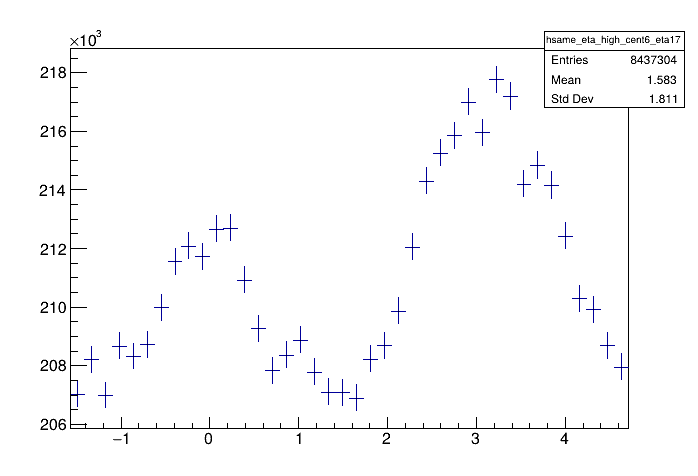 ×10³
hsame_eta_high_cent6_eta17
Entries 8437304
Mean 1.583
Std Dev 1.811
218
216
214
212
210
208
206
−1 0 1 2 3 4